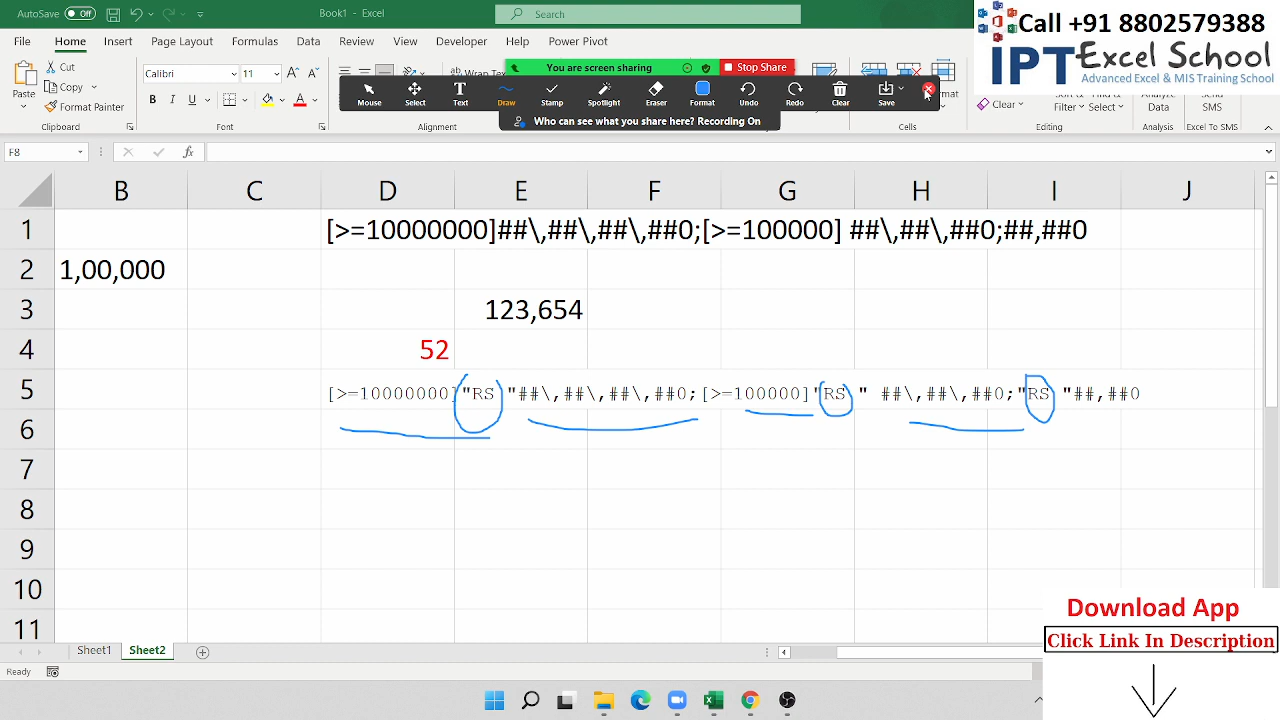 AutoSave Off Book1 - Excel Search
Call +91 8802579388
IPT Excel School
Advanced Excel & MIS Training School
File Home Insert Page Layout Formulas Data Review View Developer Help Power Pivot
You are screen sharing Stop Share
Paste Cut Copy Format Painter
Calibri 11
B I U
Wrap Text
Mouse Select Text Draw Stamp Spotlight Eraser Format Undo Redo Clear Save
Who can see what you share here? Recording On
Clear Filter Select Data SMS
Clipboard Font Alignment Cells Editing Analysis Excel To SMS
F8 fx
B C D E F G H I J
1 [>=10000000]##\,##\,##\,##0;[>=100000] ##\,##\,##0;##,##0
2 1,00,000
3 123,654
4 52
5 [>=10000000]"RS "##\,##\,##\,##0;[>=100000]"RS " ##\,##\,##0;"RS "##,##0
6
7
8
9
10
11
Download App
Click Link In Description
Sheet1 Sheet2
Ready